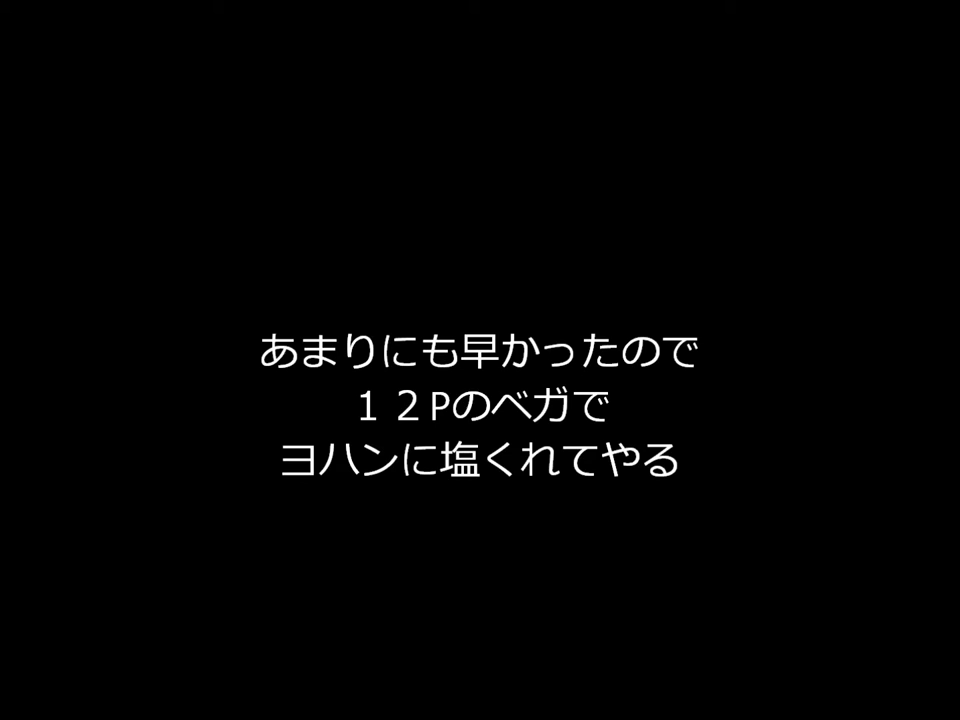 あまりにも早かったので
１２Pのベガで
ヨハンに塩くれてやる